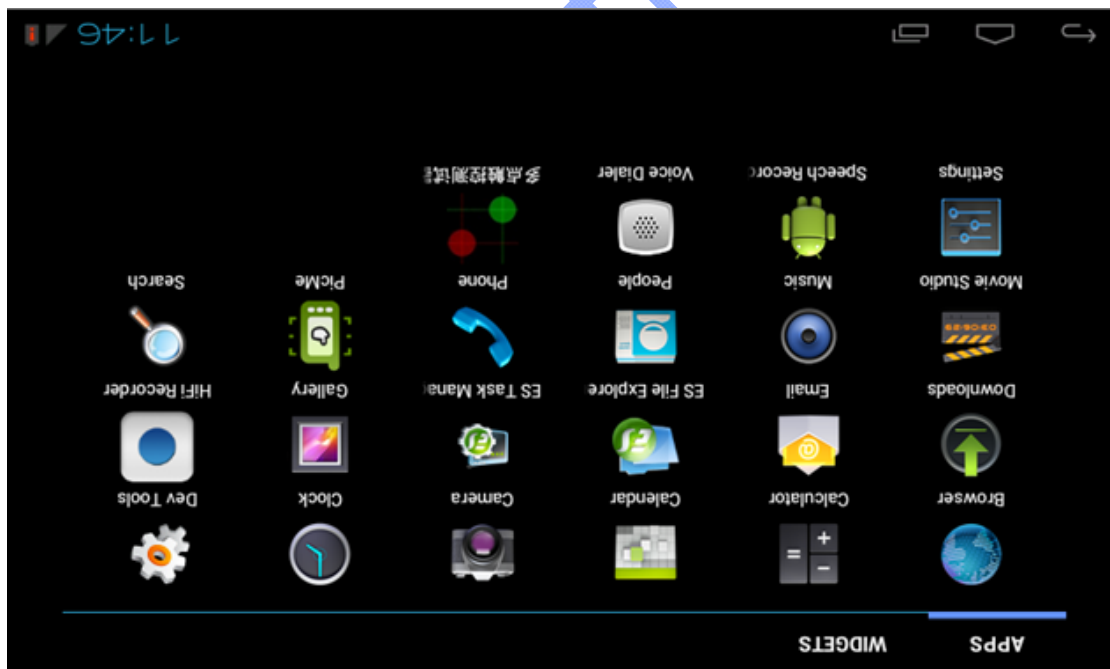 APPS WIDGETS
Browser Calculator Calendar Camera Clock Dev Tools
Downloads Email ES File Explore ES Task Manag Gallery HiFi Recorder
Movie Studio Music People Phone PicMe Search
Settings Speech Recor Voice Dialer 多点触控测试
11:46